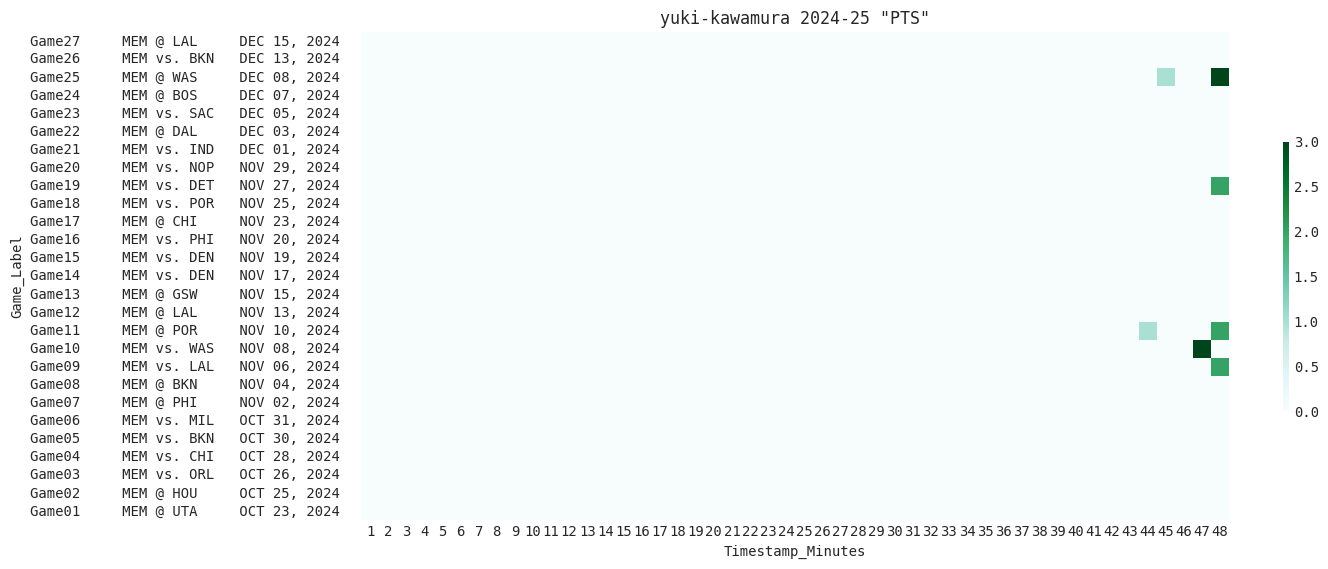 yuki-kawamura 2024-25 "PTS"
Game27 MEM @ LAL DEC 15, 2024
Game26 MEM vs. BKN DEC 13, 2024
Game25 MEM @ WAS DEC 08, 2024
Game24 MEM @ BOS DEC 07, 2024
Game23 MEM vs. SAC DEC 05, 2024
Game22 MEM @ DAL DEC 03, 2024
Game21 MEM vs. IND DEC 01, 2024
Game20 MEM vs. NOP NOV 29, 2024
Game19 MEM vs. DET NOV 27, 2024
Game18 MEM vs. POR NOV 25, 2024
Game17 MEM @ CHI NOV 23, 2024
Game16 MEM vs. PHI NOV 20, 2024
Game15 MEM vs. DEN NOV 19, 2024
Game14 MEM vs. DEN NOV 17, 2024
Game13 MEM @ GSW NOV 15, 2024
Game12 MEM @ LAL NOV 13, 2024
Game11 MEM @ POR NOV 10, 2024
Game10 MEM vs. WAS NOV 08, 2024
Game09 MEM vs. LAL NOV 06, 2024
Game08 MEM @ BKN NOV 04, 2024
Game07 MEM @ PHI NOV 02, 2024
Game06 MEM vs. MIL OCT 31, 2024
Game05 MEM vs. BKN OCT 30, 2024
Game04 MEM vs. CHI OCT 28, 2024
Game03 MEM vs. ORL OCT 26, 2024
Game02 MEM @ HOU OCT 25, 2024
Game01 MEM @ UTA OCT 23, 2024
Game_Label
1 2 3 4 5 6 7 8 9 10 11 12 13 14 15 16 17 18 19 20 21 22 23 24 25 26 27 28 29 30 31 32 33 34 35 36 37 38 39 40 41 42 43 44 45 46 47 48
Timestamp_Minutes
3.0
2.5
2.0
1.5
1.0
0.5
0.0